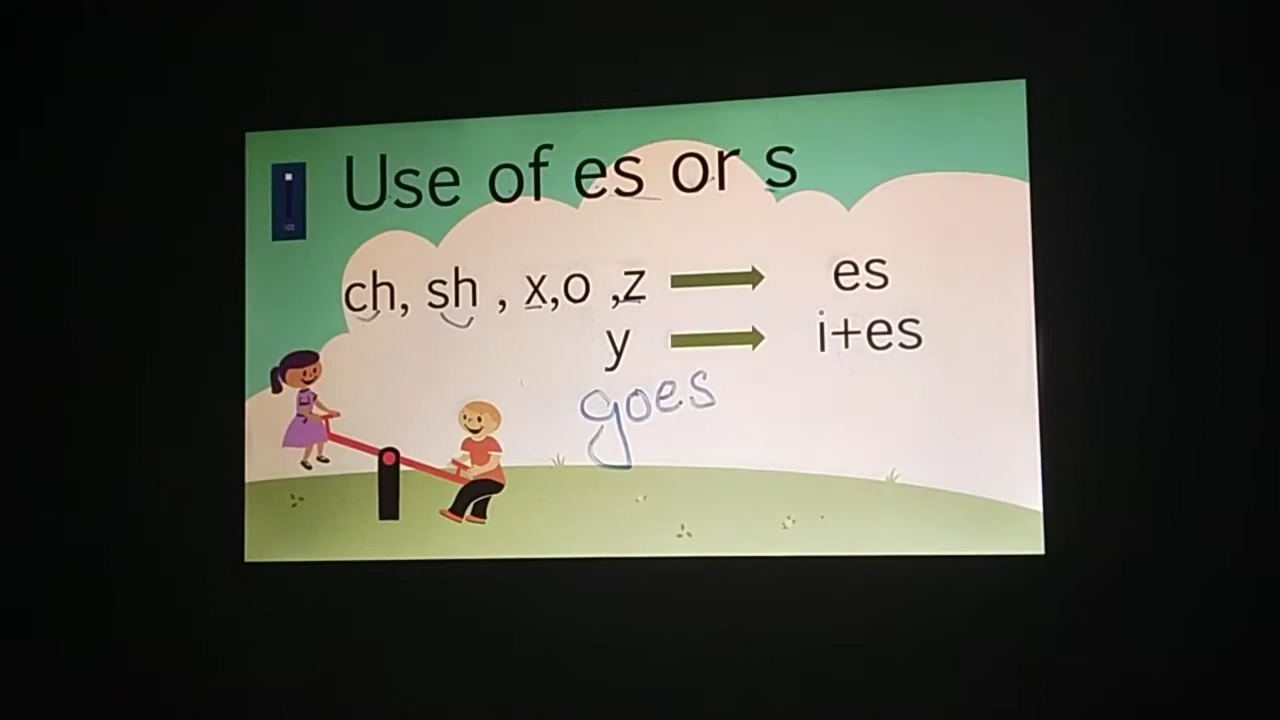 Use of es or s
ch, sh , x,o ,z es
y i+es
goes